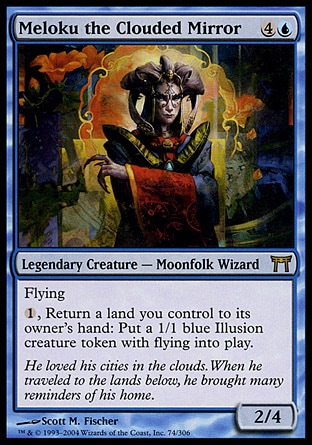 Meloku the Clouded Mirror 4
Legendary Creature — Moonfolk Wizard
Flying
1, Return a land you control to its
owner's hand: Put a 1/1 blue Illusion
creature token with flying into play.
He loved his cities in the clouds. When he
traveled to the lands below, he brought many
reminders of his home.
Scott M. Fischer
™ & © 1993-2004 Wizards of the Coast, Inc. 74/306
2/4